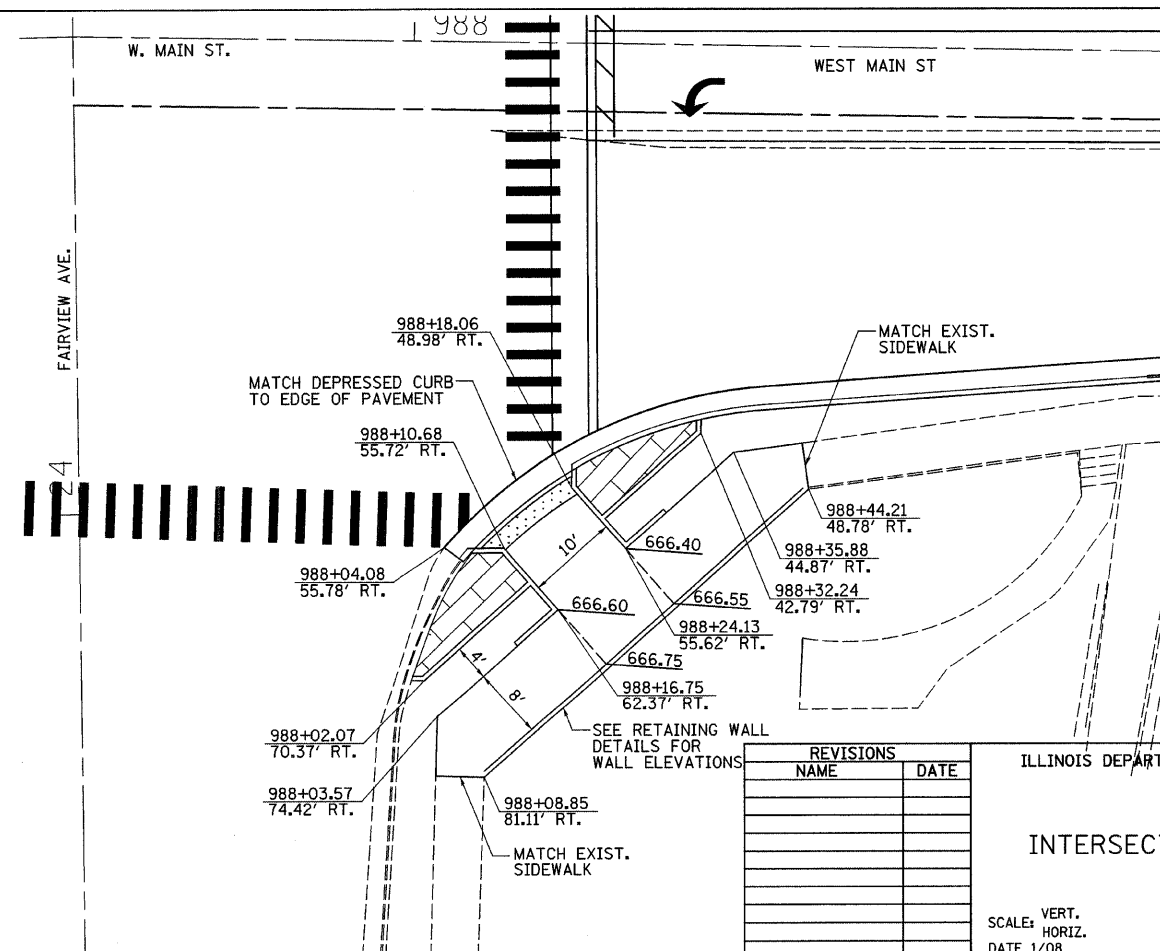 988
W. MAIN ST.
WEST MAIN ST
FAIRVIEW AVE.
124
988+18.06
48.98' RT.
MATCH EXIST.
SIDEWALK
MATCH DEPRESSED CURB
TO EDGE OF PAVEMENT
988+10.68
55.72' RT.
988+44.21
48.78' RT.
10'
666.40
988+35.88
44.87' RT.
988+04.08
55.78' RT.
988+32.24
42.79' RT.
666.60
666.55
988+24.13
55.62' RT.
4'
666.75
8'
988+16.75
62.37' RT.
988+02.07
70.37' RT.
SEE RETAINING WALL
DETAILS FOR
WALL ELEVATIONS
988+03.57
74.42' RT.
988+08.85
81.11' RT.
MATCH EXIST.
SIDEWALK
REVISIONS
NAME DATE
ILLINOIS DEPART
INTERSEC
SCALE: VERT.
HORIZ.
DATE 1/08